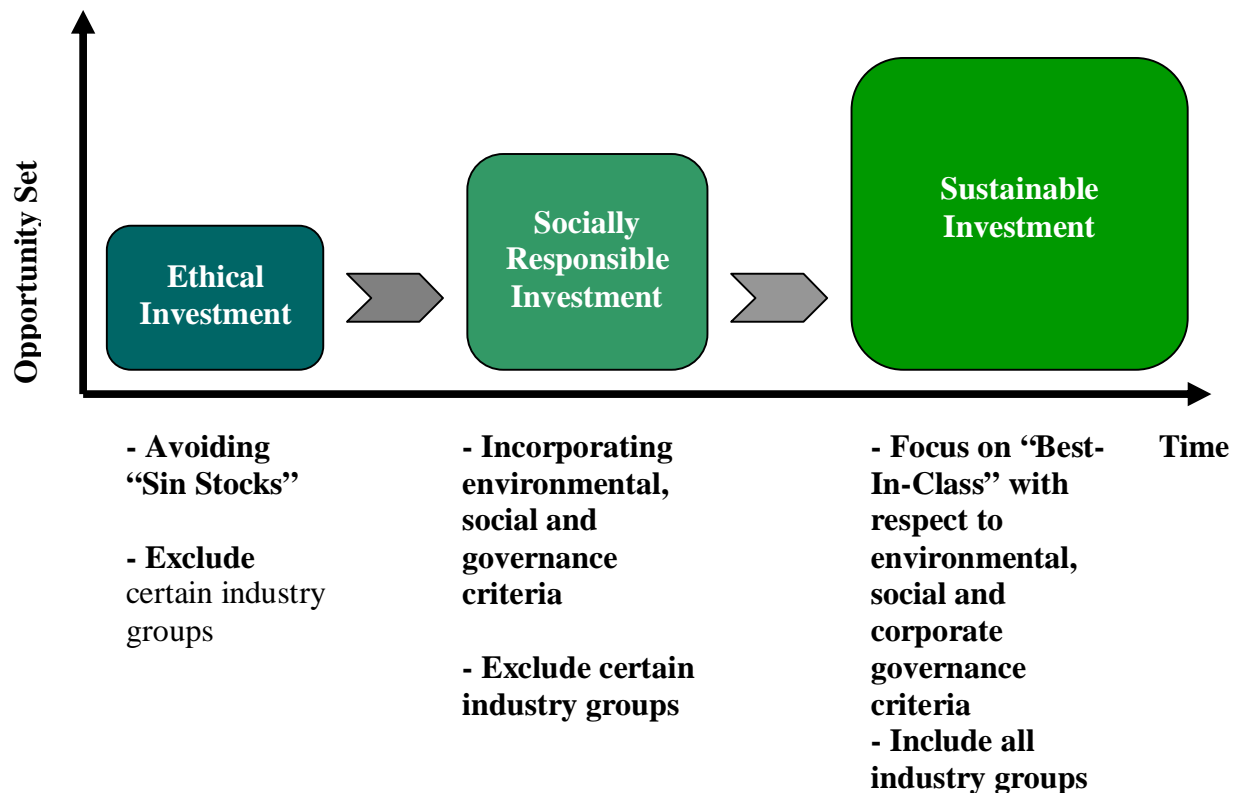 Opportunity Set
Ethical
Investment
Socially
Responsible
Investment
Sustainable
Investment
- Avoiding
“Sin Stocks”
- Exclude
certain industry
groups
- Incorporating
environmental,
social and
governance
criteria
- Exclude certain
industry groups
- Focus on “Best-
In-Class” with
respect to
environmental,
social and
corporate
governance
criteria
- Include all
industry groups
Time